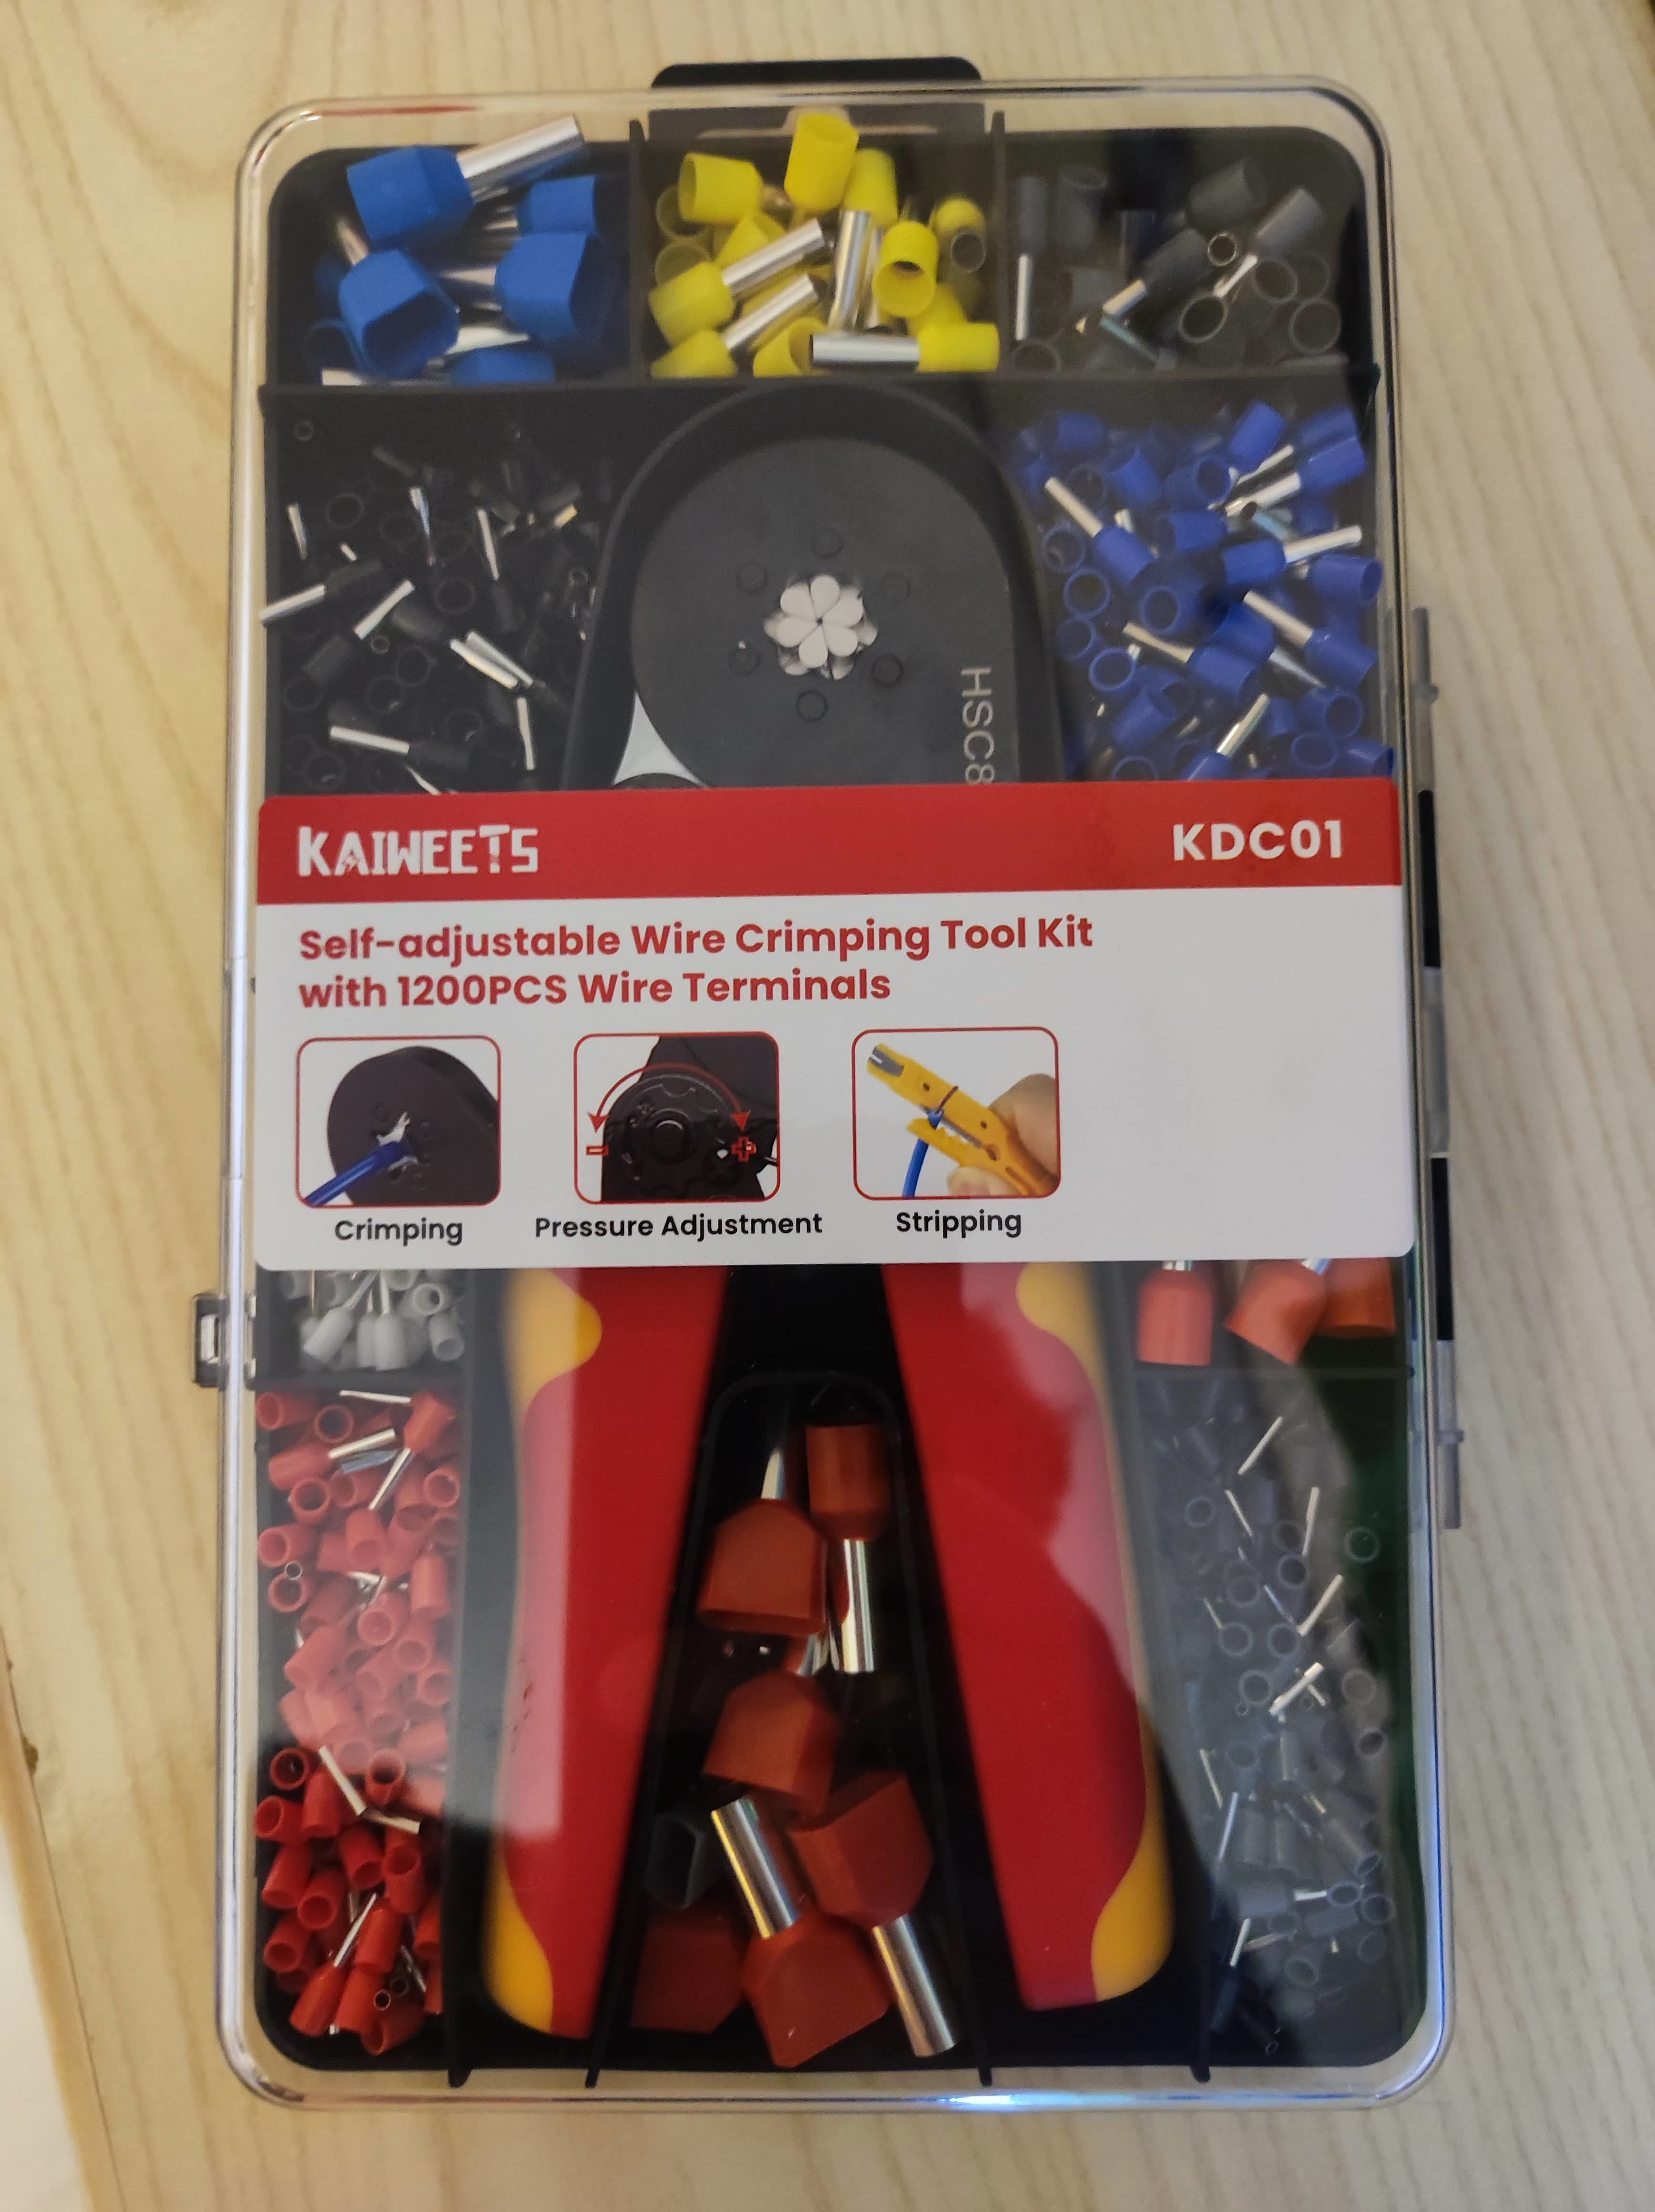 HSC8
KAIWEETS
KDC01
Self-adjustable Wire Crimping Tool Kit
with 1200PCS Wire Terminals
Crimping
Pressure Adjustment
Stripping